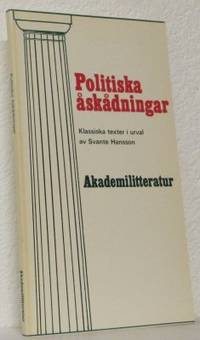 Politiska
åskådningar
Klassiska texter i urval
av Svante Hansson
Akademilitteratur